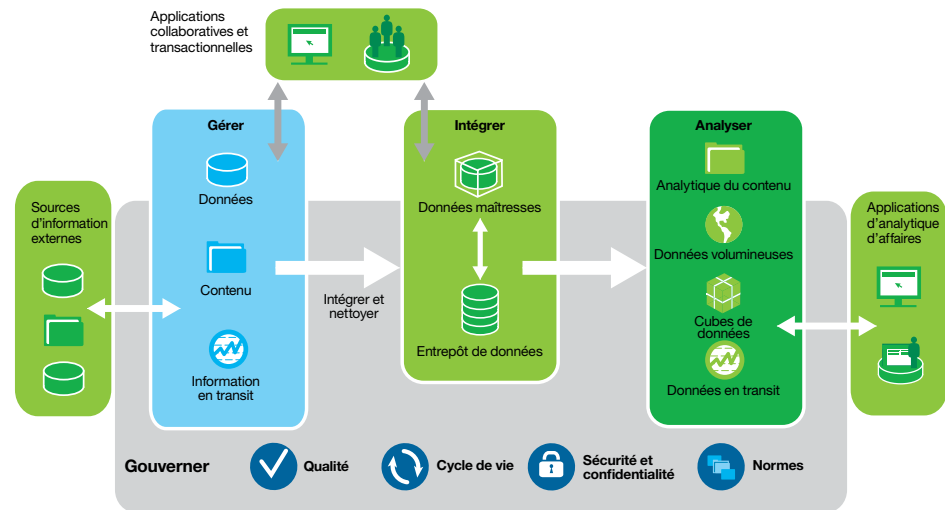 Applications
collaboratives et
transactionnelles
Gérer
Données
Contenu
Information
en transit
Intégrer et
nettoyer
Intégrer
Données maîtresses
Entrepôt de données
Analyser
Analytique du contenu
Données volumineuses
Cubes de
données
Données en transit
Sources
d'information
externes
Applications
d'analytique
d'affaires
Gouverner
Qualité
Cycle de vie
Sécurité et
confidentialité
Normes